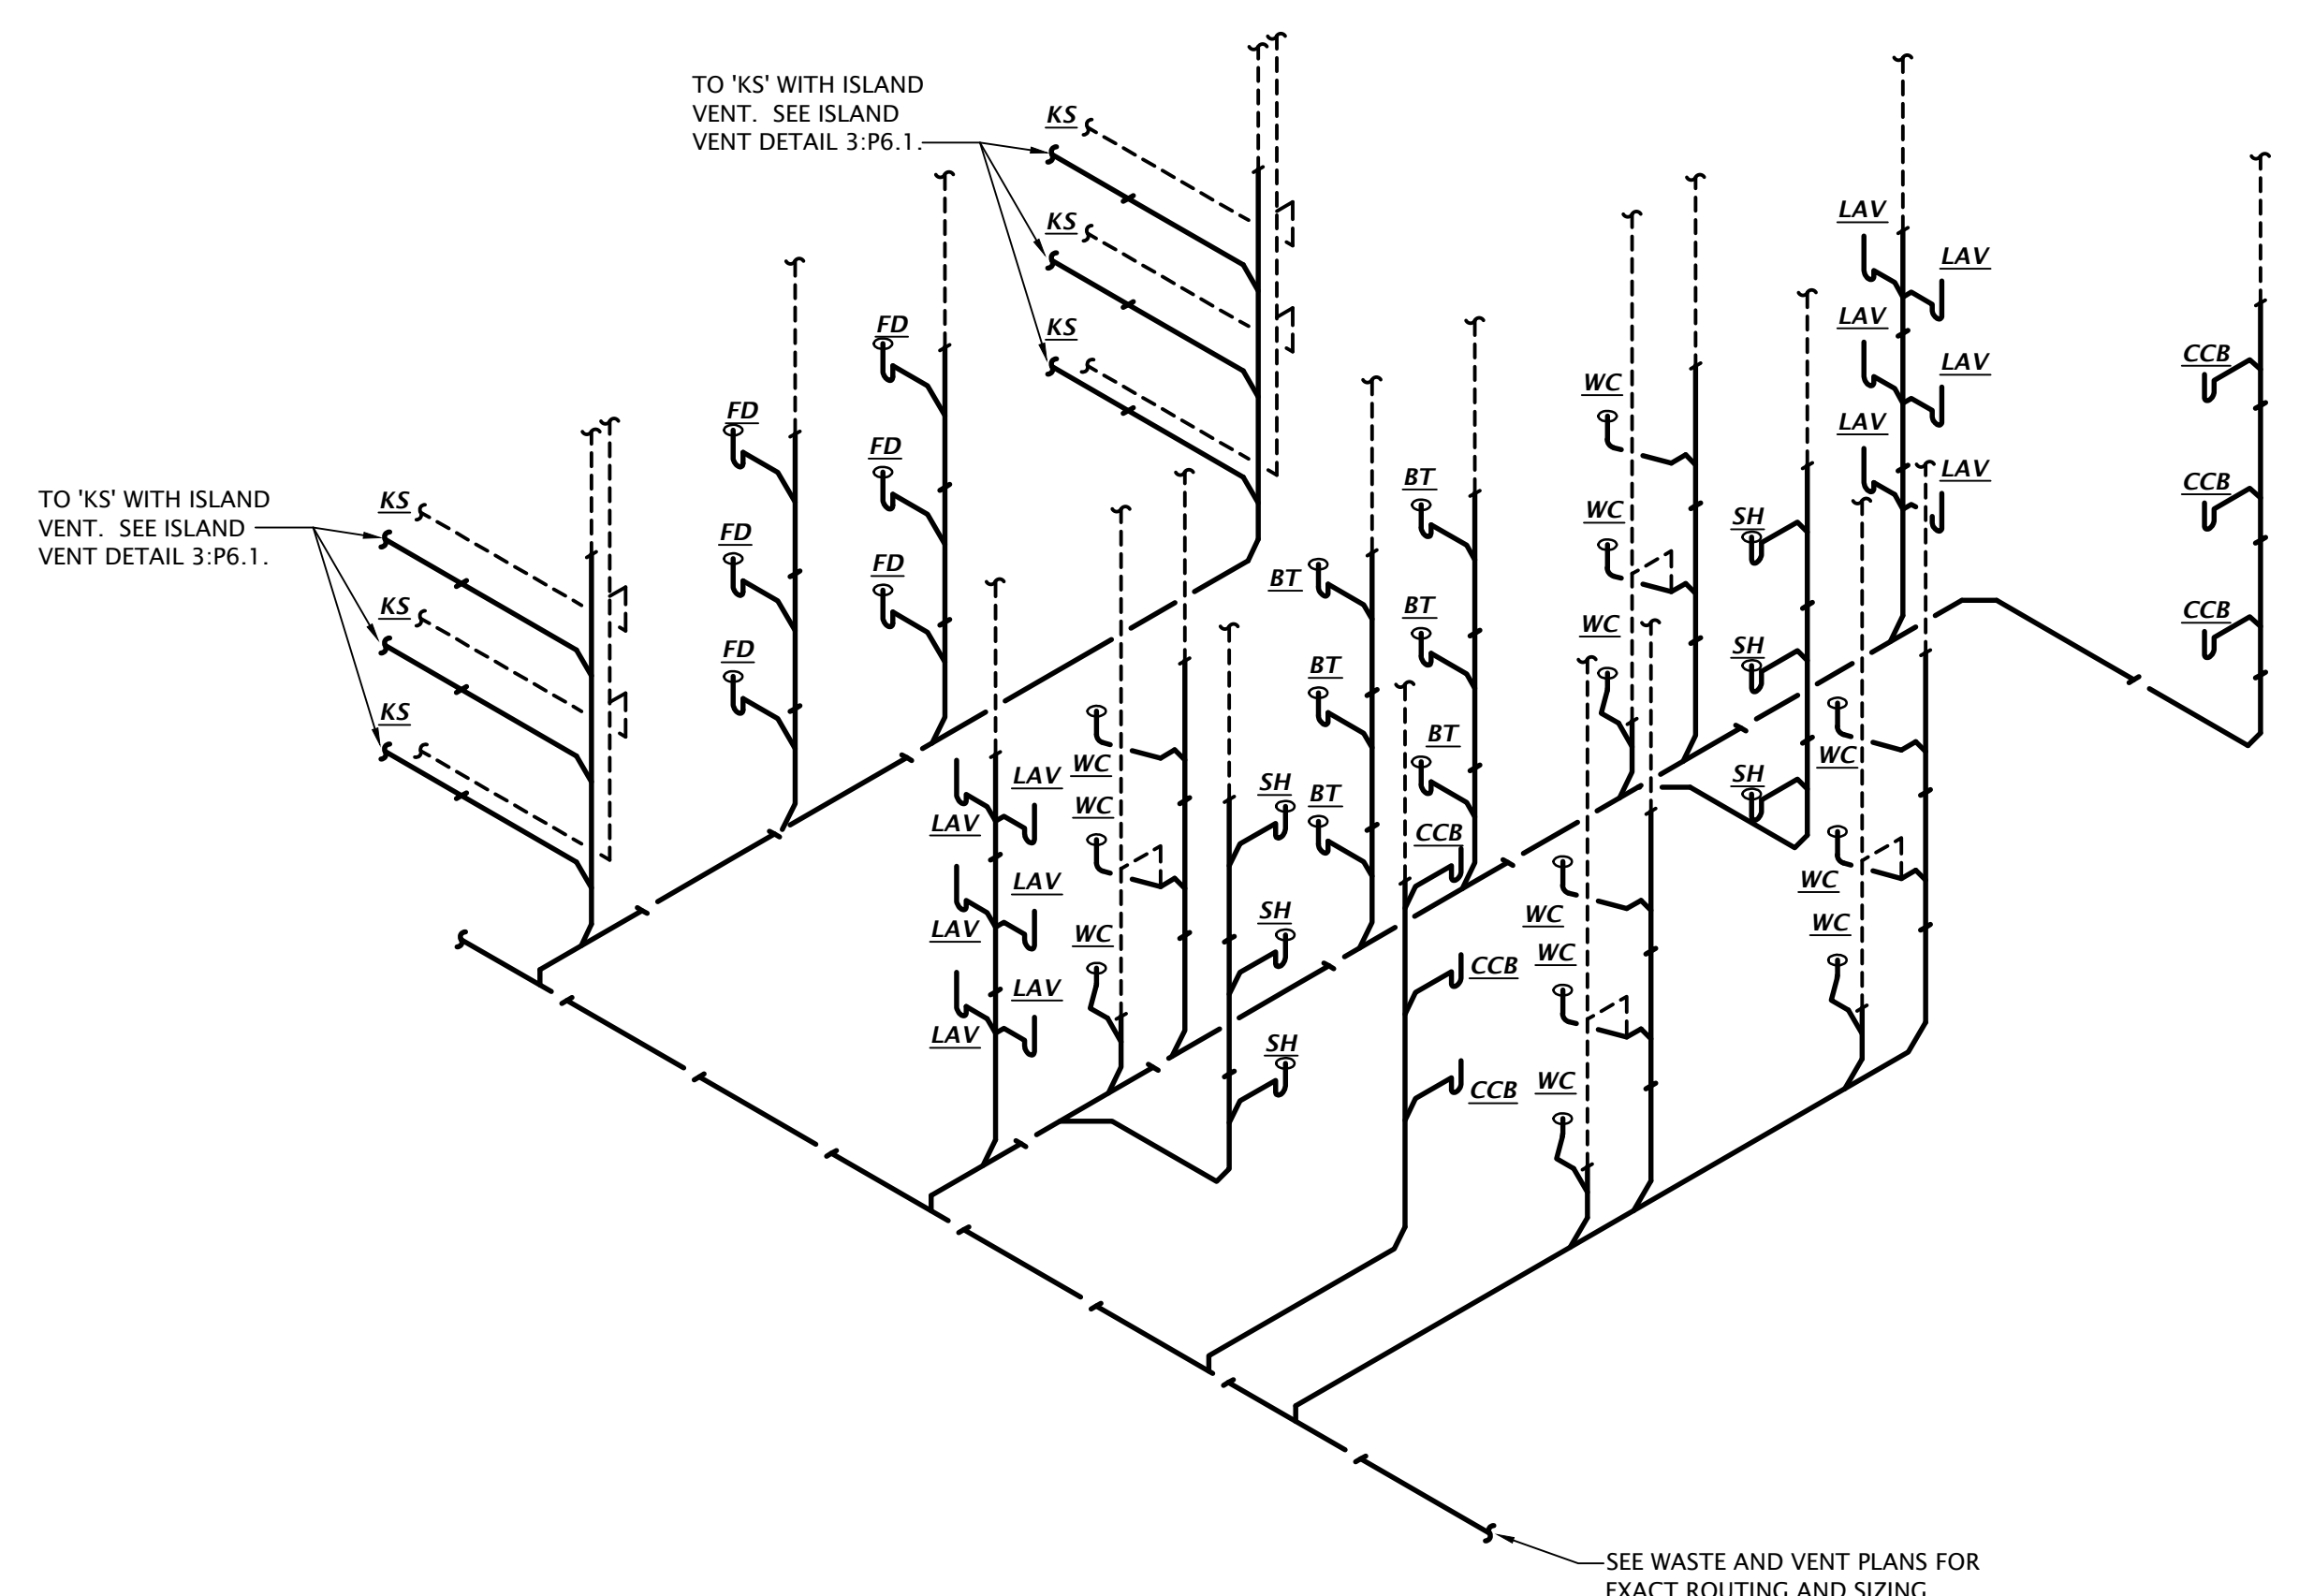 TO 'KS' WITH ISLAND
VENT. SEE ISLAND
VENT DETAIL 3:P6.1.
KS
KS
KS
LAV
LAV
LAV
LAV
LAV
LAV
FD
FD
FD
FD
FD
FD
CCB
CCB
CCB
WC
WC
WC
BT
BT
BT
BT
BT
BT
SH
SH
SH
TO 'KS' WITH ISLAND
VENT. SEE ISLAND
VENT DETAIL 3:P6.1.
KS
KS
KS
LAV
LAV
LAV
LAV
LAV
LAV
WC
WC
WC
SH
SH
SH
CCB
CCB
CCB
WC
WC
WC
WC
WC
WC
SEE WASTE AND VENT PLANS FOR
EXACT ROUTING AND SIZING